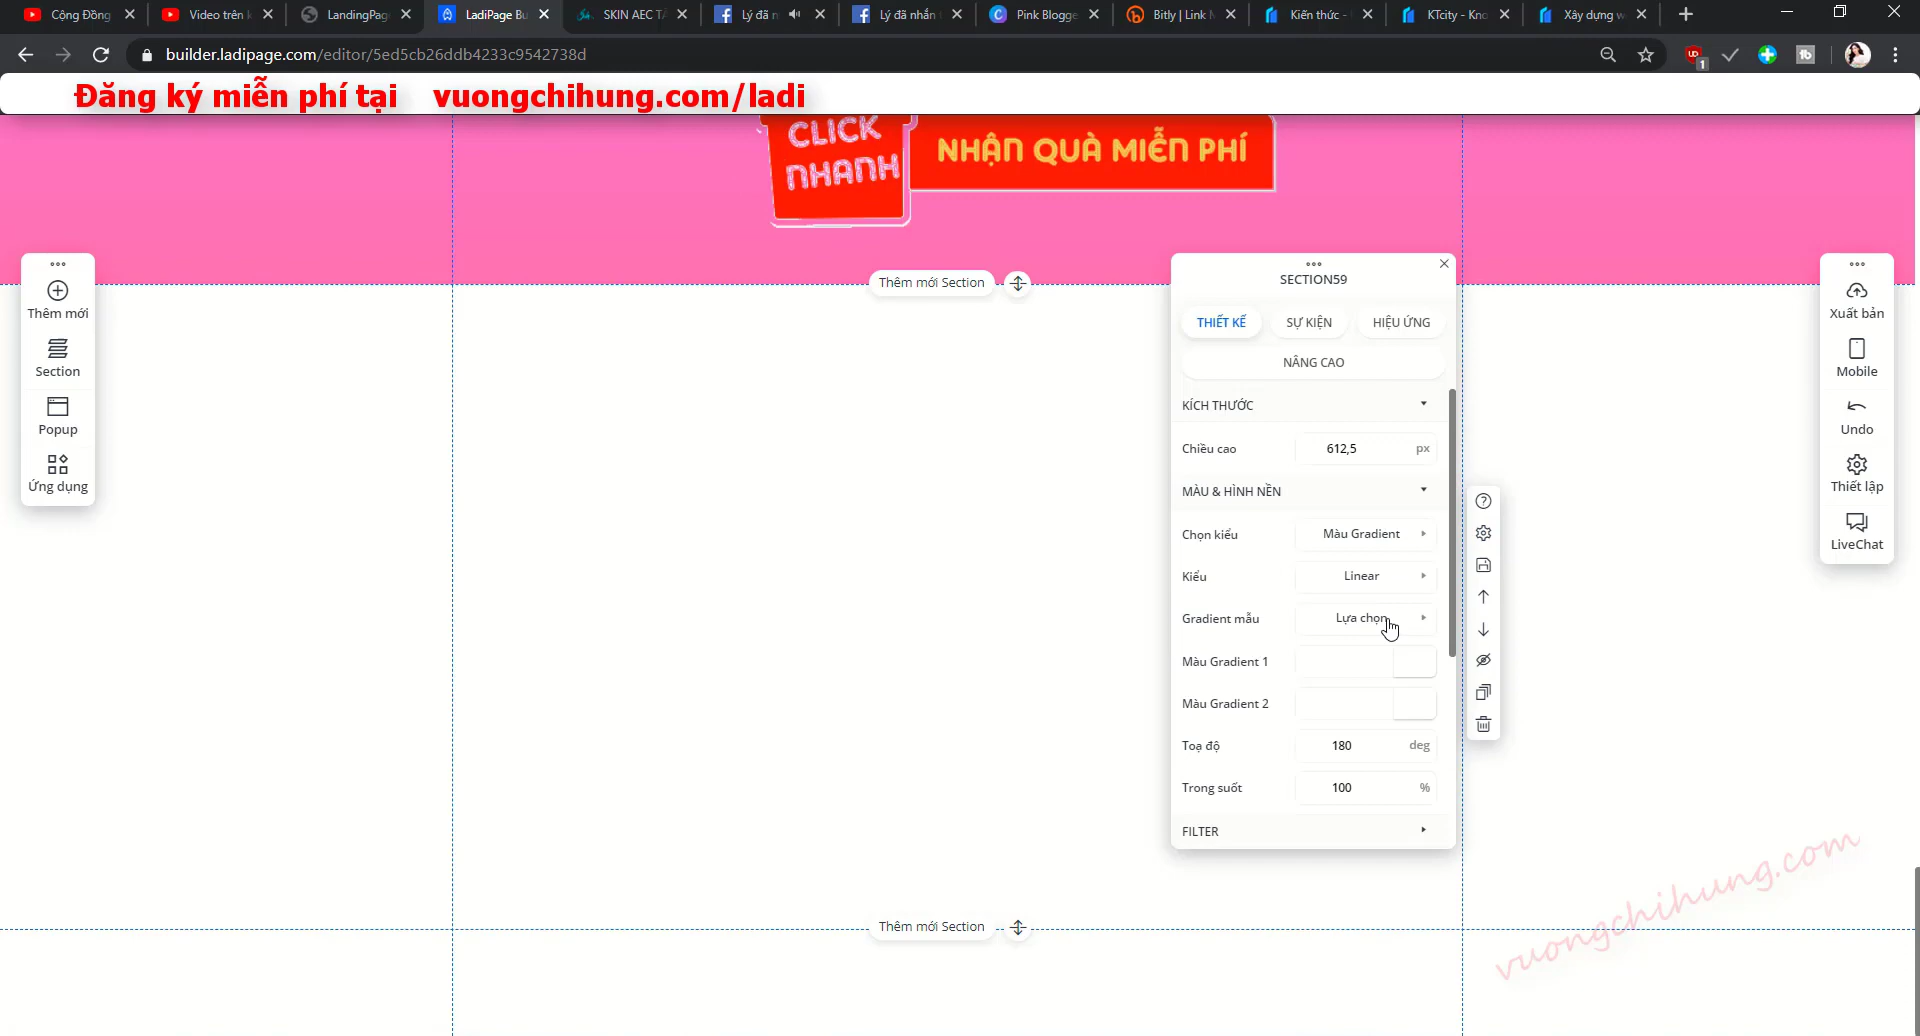 Cộng Đồng
Video trên l
LandingPag
LadiPage Bu
SKIN AEC TÁ
Lý đã n
Lý đã nhắn t
Pink Blogge
Bitly | Link M
Kiến thức -
KTcity - Kno
Xây dựng w
builder.ladipage.com/editor/5ed5cb26ddb4233c9542738d
Đăng ký miễn phí tại vuongchihung.com/ladi
CLICK
NHANH
NHẬN QUÀ MIỄN PHÍ
Thêm mới Section
Thêm mới
Section
Popup
Ứng dụng
SECTION59
THIẾT KẾ
SỰ KIỆN
HIỆU ỨNG
NÂNG CAO
KÍCH THƯỚC
Chiều cao 612,5 px
MÀU & HÌNH NỀN
Chọn kiểu Màu Gradient
Kiểu Linear
Gradient mẫu Lựa chọn
Màu Gradient 1
Màu Gradient 2
Toạ độ 180 deg
Trong suốt 100 %
FILTER
Xuất bản
Mobile
Undo
Thiết lập
LiveChat
Thêm mới Section
vuongchihung.com